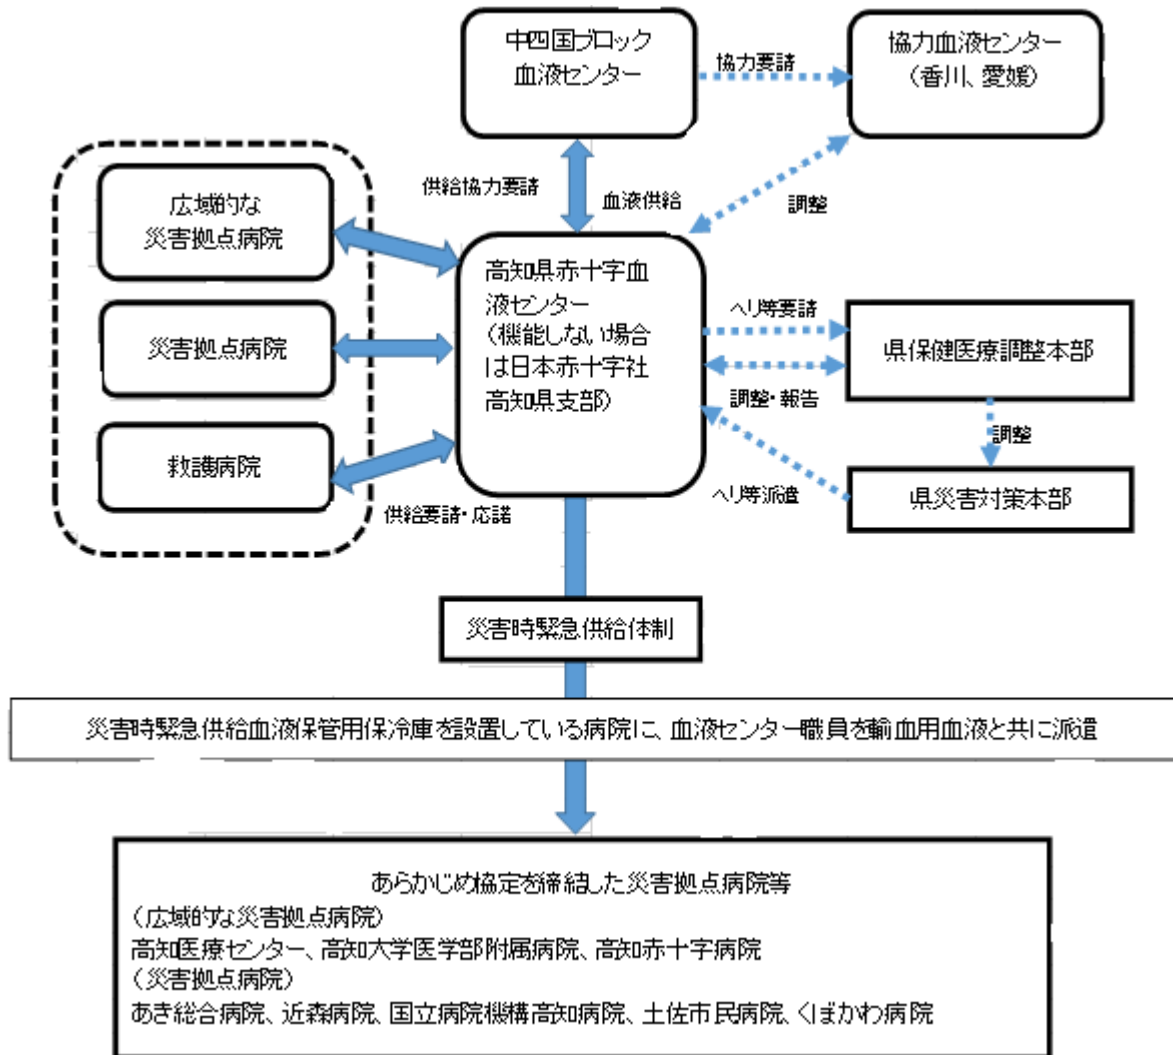 中四国ブロック
血液センター
協力要請
協力血液センター
(香川、愛媛)
供給協力要請
血液供給
調整
広域的な
災害拠点病院
災害拠点病院
救護病院
供給要請・応諾
高知県赤十字血
液センター
(機能しない場合
は日本赤十字社
高知県支部)
ヘリ等要請
調整・報告
ヘリ等派遣
県保健医療調整本部
調整
県災害対策本部
災害時緊急供給体制
災害時緊急供給血液保管用保冷庫を設置している病院に、血液センター職員を輸血用血液と共に派遣
あらかじめ協定を締結した災害拠点病院等
(広域的な災害拠点病院)
高知医療センター、高知大学医学部附属病院、高知赤十字病院
(災害拠点病院)
あき総合病院、近森病院、国立病院機構高知病院、土佐市民病院、くぼかわ病院